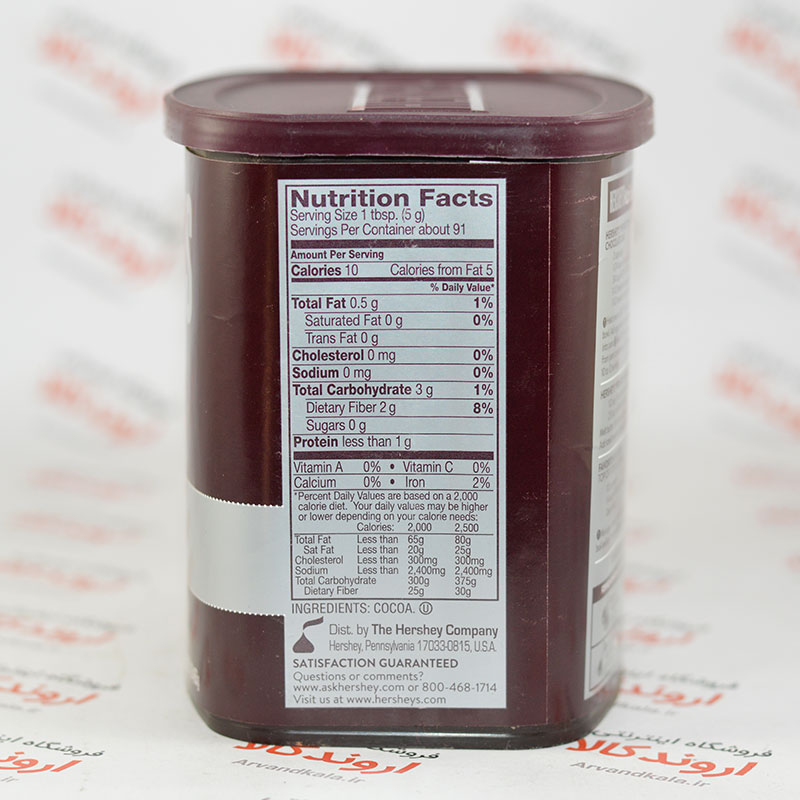 Nutrition Facts
Serving Size 1 tbsp. (5 g)
Servings Per Container about 91
Amount Per Serving
Calories 10 Calories from Fat 5
% Daily Value*
Total Fat 0.5 g 1%
Saturated Fat 0 g 0%
Trans Fat 0 g
Cholesterol 0 mg 0%
Sodium 0 mg 0%
Total Carbohydrate 3 g 1%
Dietary Fiber 2 g 8%
Sugars 0 g
Protein less than 1 g
Vitamin A 0% • Vitamin C 0%
Calcium 0% • Iron 2%
*Percent Daily Values are based on a 2,000
calorie diet. Your daily values may be higher
or lower depending on your calorie needs:
Calories: 2,000 2,500
Total Fat Less than 65g 80g
Sat Fat Less than 20g 25g
Cholesterol Less than 300mg 300mg
Sodium Less than 2,400mg 2,400mg
Total Carbohydrate 300g 375g
Dietary Fiber 25g 30g
INGREDIENTS: COCOA. Ⓤ
Dist. by The Hershey Company
Hershey, Pennsylvania 17033-0815, U.S.A.
SATISFACTION GUARANTEED
Questions or comments?
www.askhershey.com or 800-468-1714
Visit us at www.hersheys.com
فروشگاه اینترنتی
اروند کالا
Arvandkala.ir